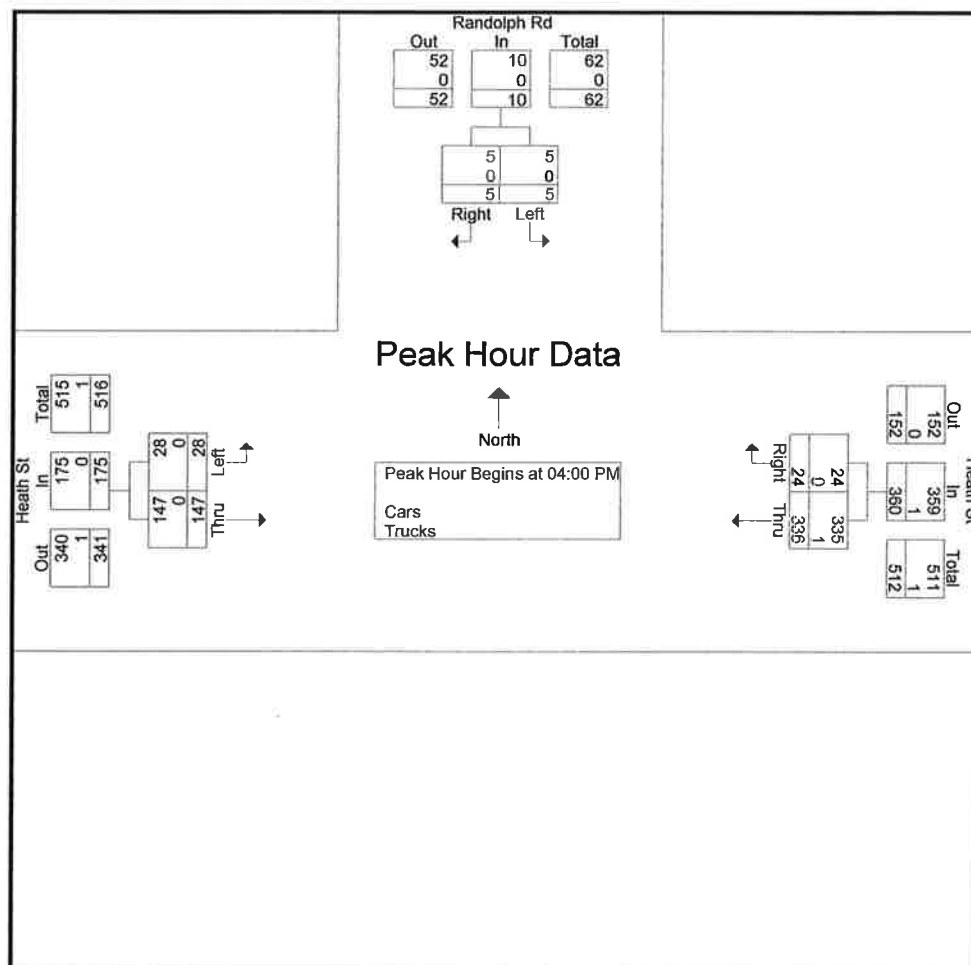 Randolph Rd
Out In Total
52 10 62
0 0 0
52 10 62
5 5
0 0
5 5
Right Left
Peak Hour Data
North
Peak Hour Begins at 04:00 PM
Cars
Trucks
Heath St
Out In Total
340 175 515
1 0 1
341 175 516
Thru Left
147 28
0 0
147 28
Heath St
Out In Total
152 359 511
0 1 1
152 360 512
Right Thru
24 335
0 1
24 336